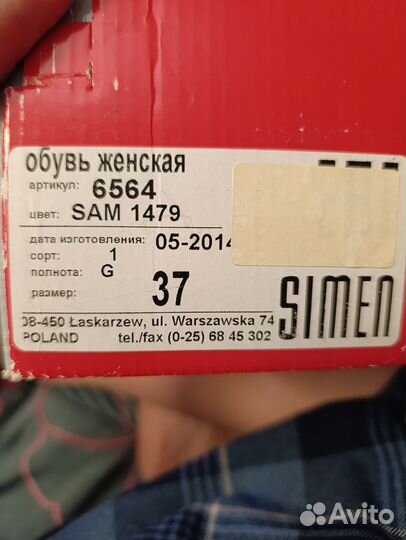 обувь женская
артикул: 6564
цвет: SAM 1479
дата изготовления: 05-2014
сорт: 1
полнота: G
размер: 37
SIMEN
08-450 Łaskarzew, ul. Warszawska 74
POLAND tel./fax (0-25) 68 45 302
Avito